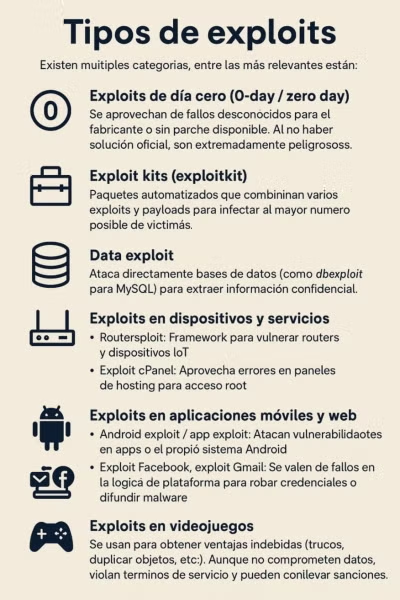 Tipos de exploits
Existen multiples categorias, entre las más relevantes están:
0
Exploits de día cero (0-day / zero day)
Se aprovechan de fallos desconocidos para el
fabricante o sin parche disponible. Al no haber
solución oficial, son extremadamente peligrososs.
Exploit kits (exploitkit)
Paquetes automatizados que combininan varios
exploits y payloads para infectar al mayor numero
posible de victimás.
Data exploit
Ataca directamente bases de datos (como dbexploit
para MySQL) para extraer información confidencial.
Exploits en dispositivos y servicios
• Routersploit: Framework para vulnerar routers
y dispositivos IoT
• Exploit cPanel: Aprovecha errores en paneles
de hosting para acceso root
Exploits en aplicaciones móviles y web
• Android exploit / app exploit: Atacan vulnerabilidaotes
en apps o el propió sistema Android
• Exploit Facebook, exploit Gmail: Se valen de fallos en
la logica de plataforma para robar credenciales o
difundir malware
f
Exploits en videojuegos
Se usan para obtener ventajas indebidas (trucos,
duplicar objetos, etc:). Aunque no comprometen datos,
violan terminos de servicio y pueden conilevar sanciones.